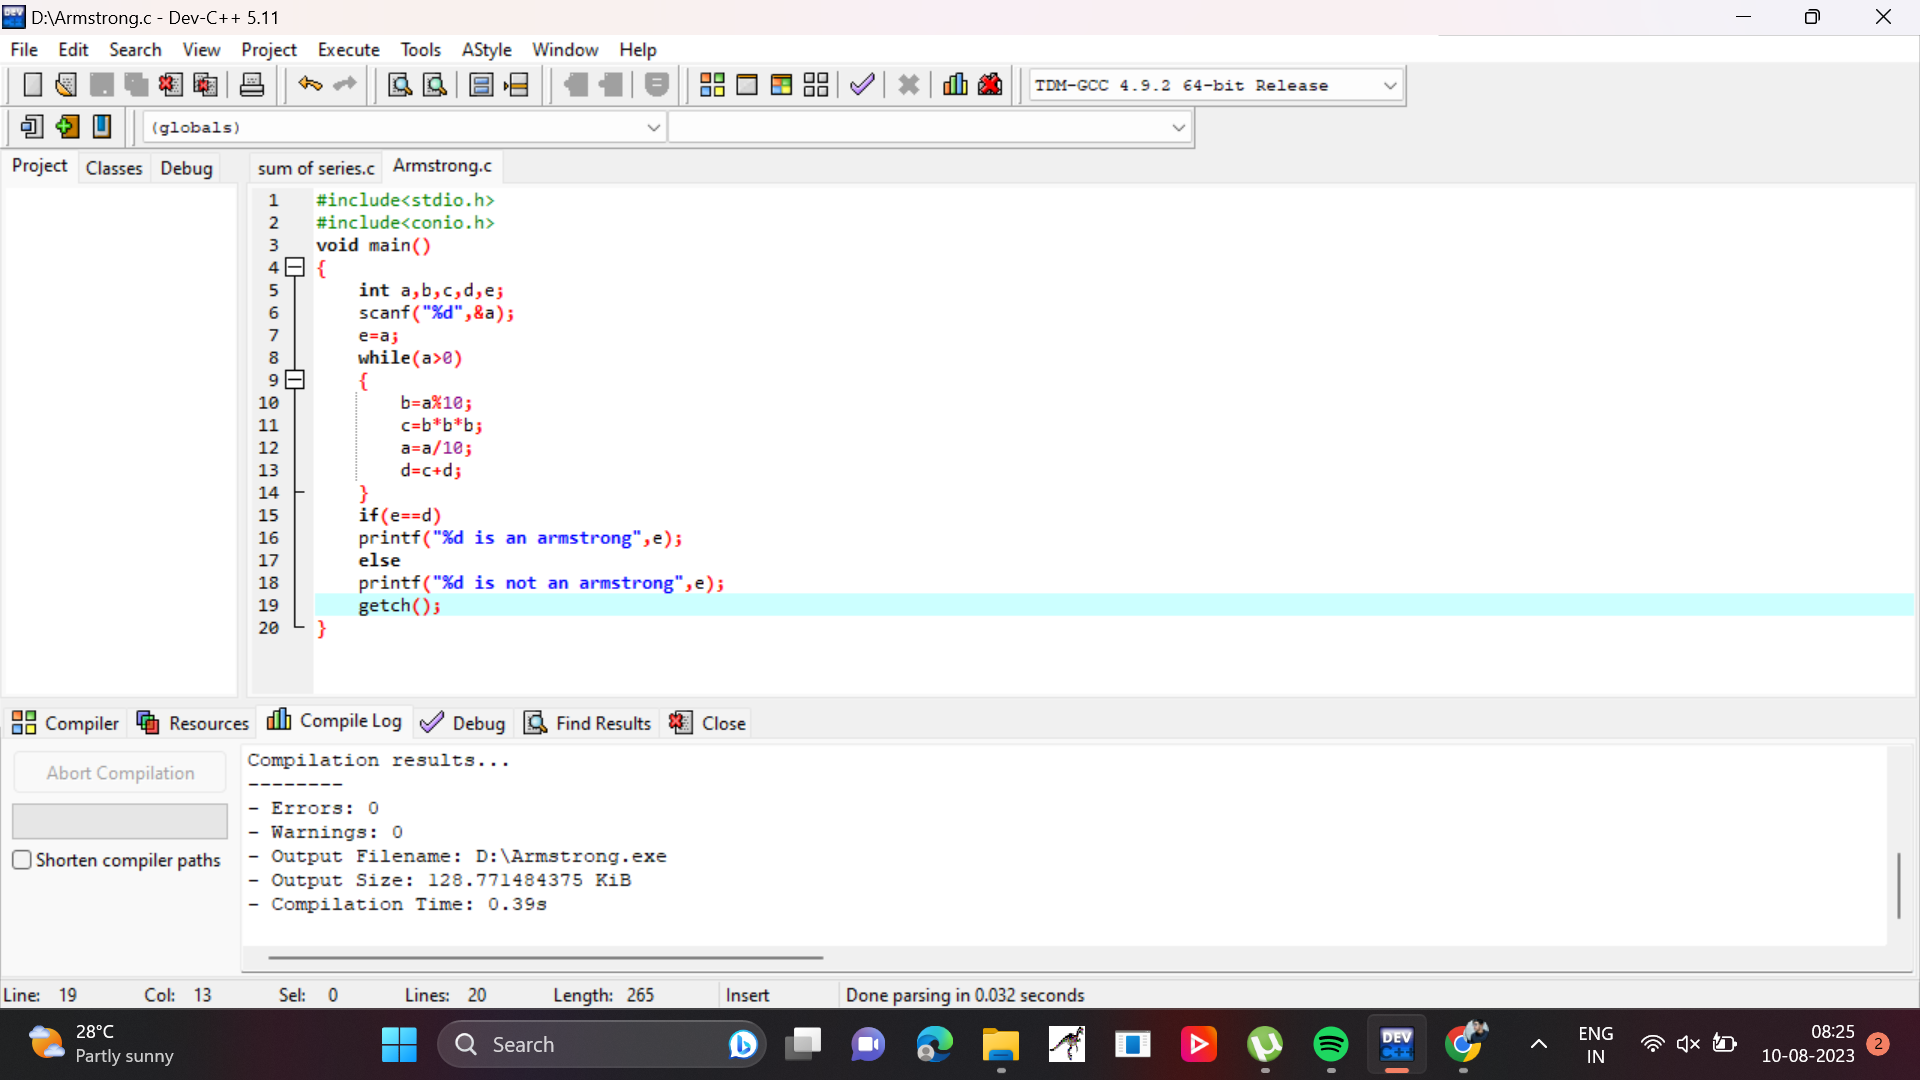 D:\Armstrong.c - Dev-C++ 5.11
File Edit Search View Project Execute Tools AStyle Window Help
TDM-GCC 4.9.2 64-bit Release
(globals)
Project Classes Debug sum of series.c Armstrong.c
1 #include<stdio.h>
2 #include<conio.h>
3 void main()
4 {
5 int a,b,c,d,e;
6 scanf("%d",&a);
7 e=a;
8 while(a>0)
9 {
10 b=a%10;
11 c=b*b*b;
12 a=a/10;
13 d=c+d;
14 }
15 if(e==d)
16 printf("%d is an armstrong",e);
17 else
18 printf("%d is not an armstrong",e);
19 getch();
20 }
Compiler Resources Compile Log Debug Find Results Close
Abort Compilation
Shorten compiler paths
Compilation results...
--------
- Errors: 0
- Warnings: 0
- Output Filename: D:\Armstrong.exe
- Output Size: 128.771484375 KiB
- Compilation Time: 0.39s
Line: 19 Col: 13 Sel: 0 Lines: 20 Length: 265 Insert Done parsing in 0.032 seconds
28°C
Partly sunny
Search
DEV
C++
ENG
IN
08:25
10-08-2023
2